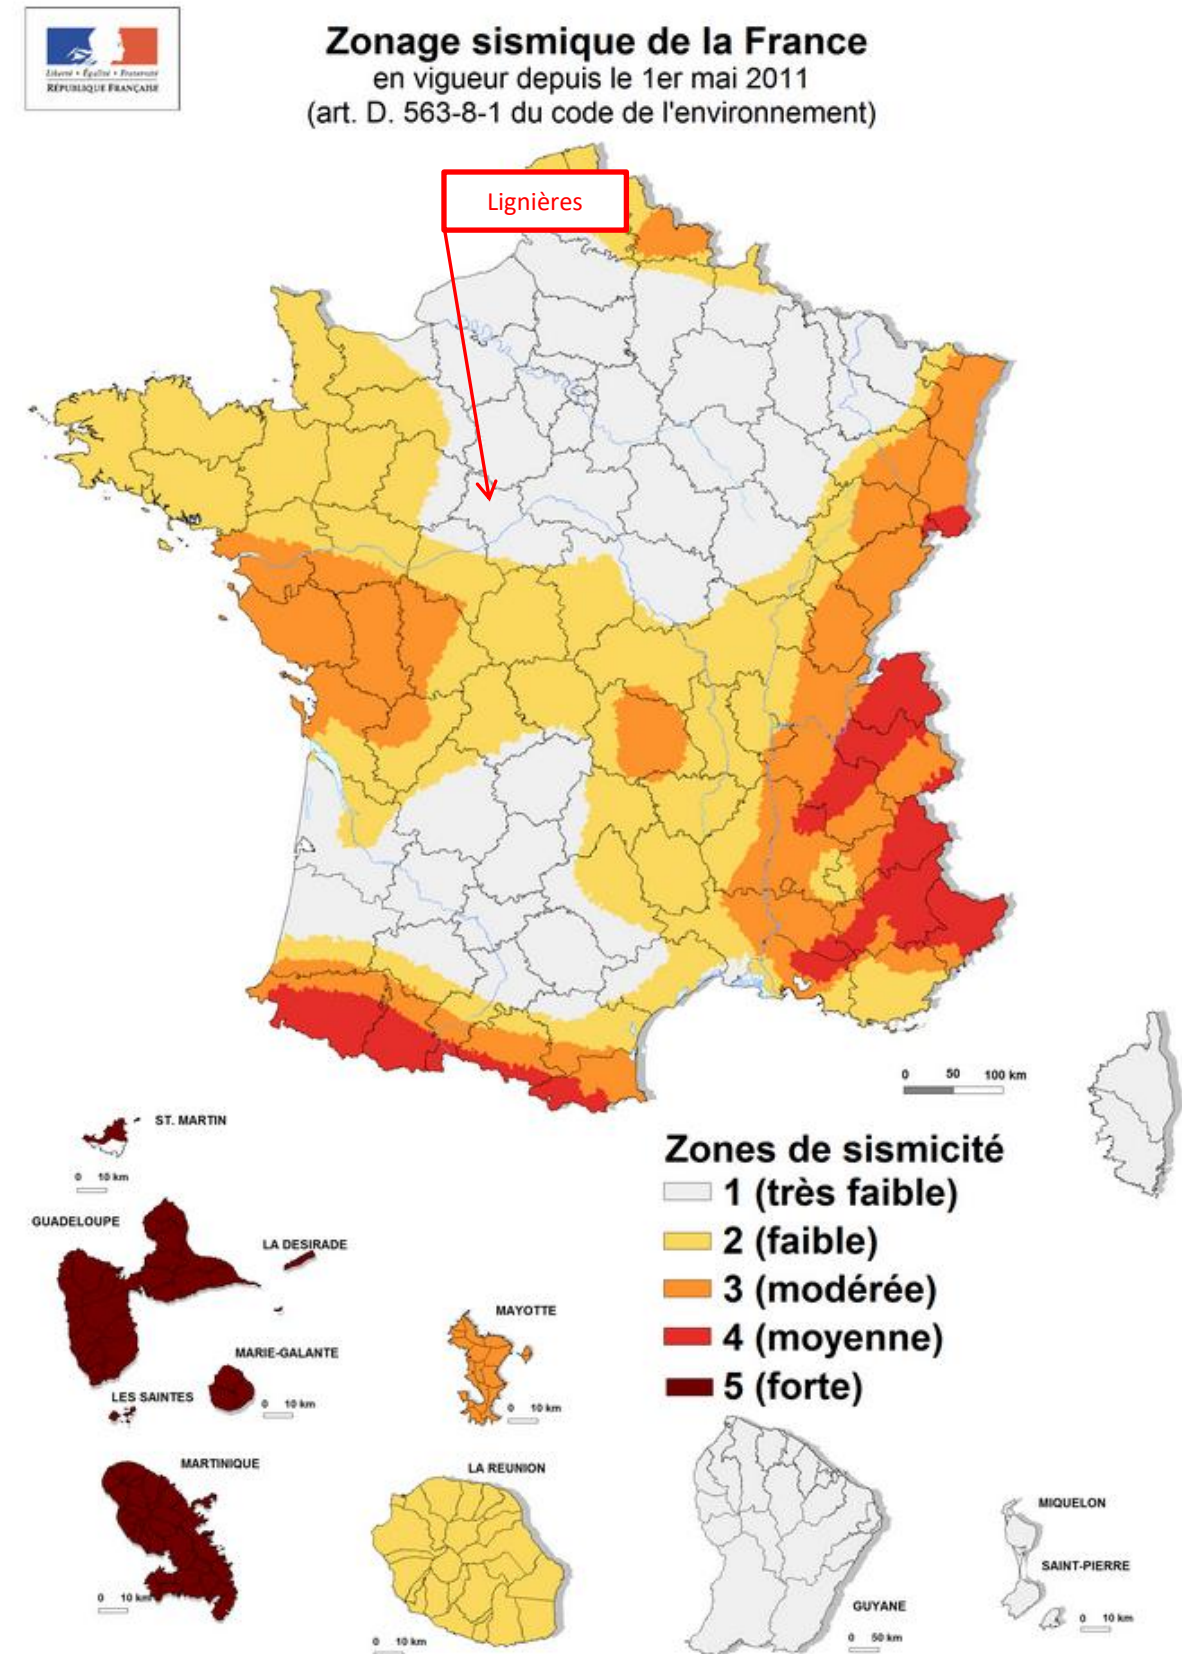 Liberté • Égalité • Fraternité
RÉPUBLIQUE FRANÇAISE
Zonage sismique de la France
en vigueur depuis le 1er mai 2011
(art. D. 563-8-1 du code de l'environnement)
Lignières
0 50 100 km
ST. MARTIN
0 10 km
GUADELOUPE
LA DESIRADE
MARIE-GALANTE
LES SAINTES
0 10 km
MAYOTTE
0 10 km
Zones de sismicité
1 (très faible)
2 (faible)
3 (modérée)
4 (moyenne)
5 (forte)
MARTINIQUE
0 10 km
LA REUNION
0 10 km
GUYANE
0 50 km
MIQUELON
SAINT-PIERRE
0 10 km